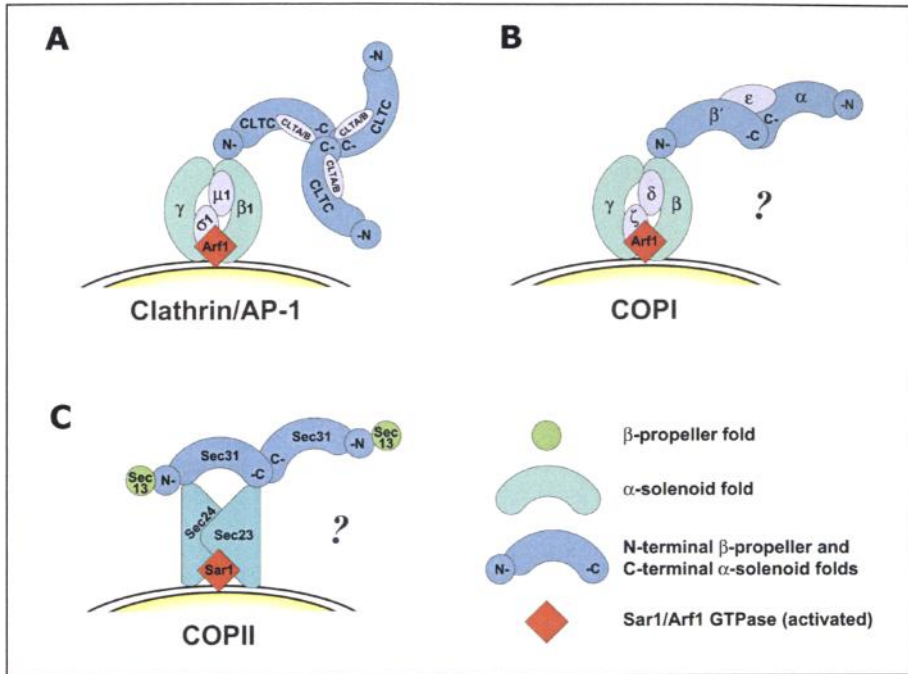 A
-N
CLTC
CLTA/B
-C
CLTA/B
CLTC
N-
C-
C-
CLTA/B
CLTC
-N
γ
μ1
β1
σ1
Arf1
Clathrin/AP-1
B
ε
α
-N
β´
C-
-C
N-
γ
δ
β
ζ
Arf1
?
COPI
C
Sec31
Sec
13
-N
Sec31
C-
Sec
13
N-
-C
Sec24
Sec23
Sar1
?
COPII
β-propeller fold
α-solenoid fold
N-
-C
N-terminal β-propeller and
C-terminal α-solenoid folds
Sar1/Arf1 GTPase (activated)